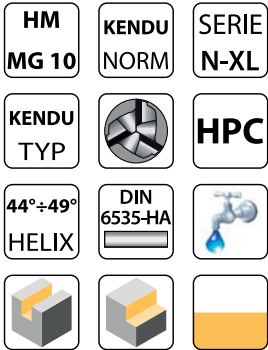 HM
MG 10
KENDU
NORM
SERIE
N-XL
KENDU
TYP
HPC
44°÷49°
HELIX
DIN
6535-HA